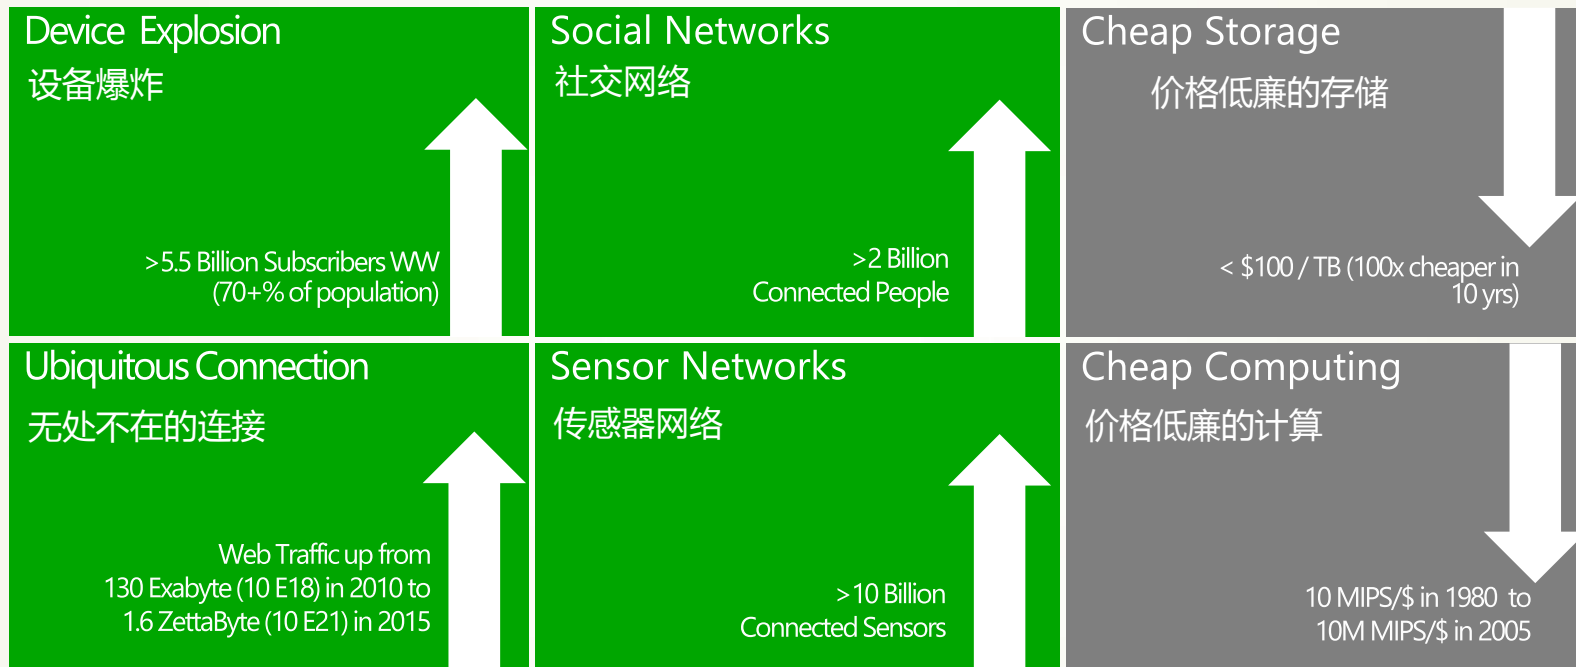 Device Explosion
设备爆炸
>5.5 Billion Subscribers WW
(70+% of population)
Social Networks
社交网络
>2 Billion
Connected People
Cheap Storage
价格低廉的存储
< $100 / TB (100x cheaper in
10 yrs)
Ubiquitous Connection
无处不在的连接
Web Traffic up from
130 Exabyte (10 E18) in 2010 to
1.6 ZettaByte (10 E21) in 2015
Sensor Networks
传感器网络
>10 Billion
Connected Sensors
Cheap Computing
价格低廉的计算
10 MIPS/$ in 1980 to
10M MIPS/$ in 2005